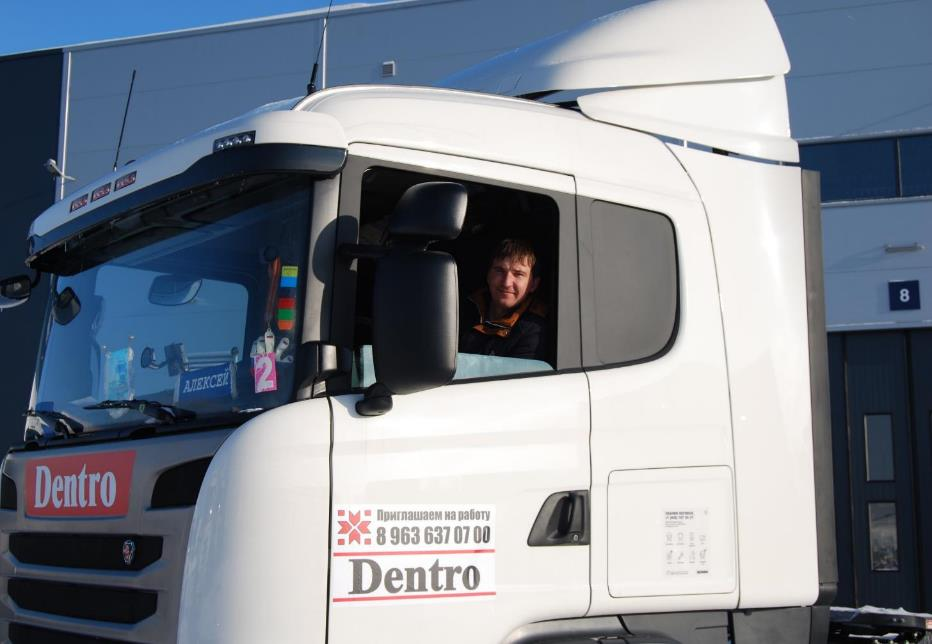 АЛЕКСЕЙ
2
Dentro
Приглашаем на работу
8 963 637 07 00
Dentro
8